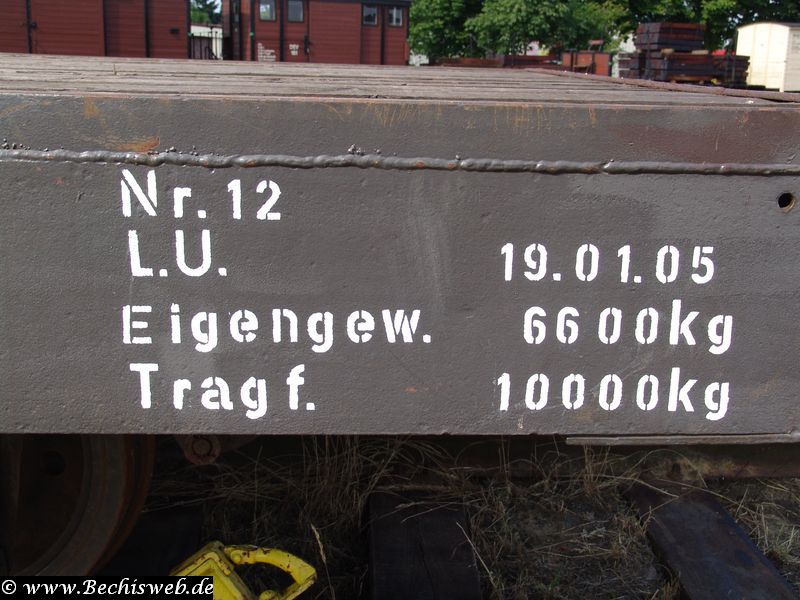 Nr. 12
L.U. 19.01.05
Eigengew. 6600kg
Tragf. 10000kg
© www.Bechisweb.de